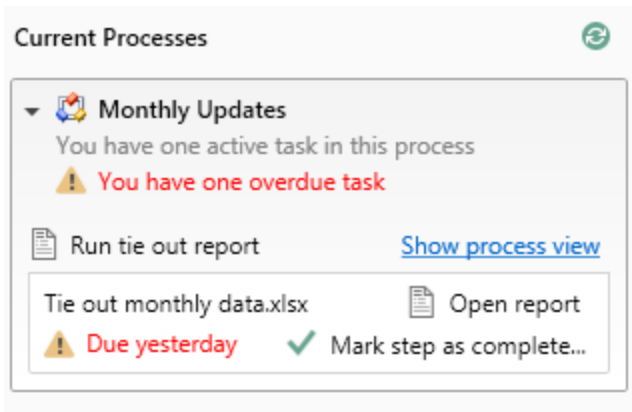 Current Processes
Monthly Updates
You have one active task in this process
You have one overdue task
Run tie out report Show process view
Tie out monthly data.xlsx Open report
Due yesterday Mark step as complete...